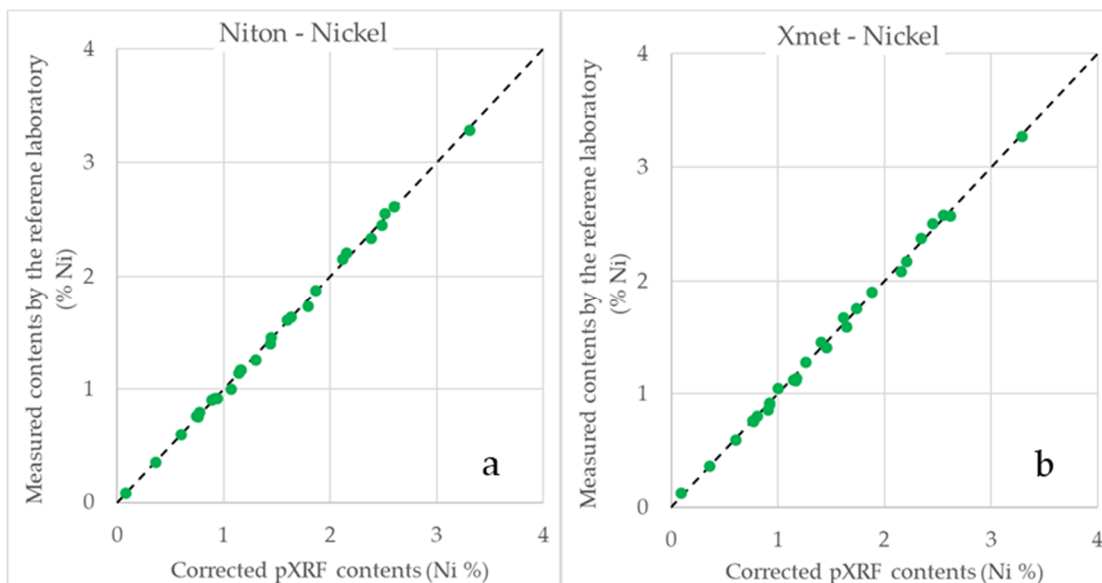 Niton - Nickel
Measured contents by the referene laboratory
(% Ni)
4
3
2
1
0
a
0 1 2 3 4
Corrected pXRF contents (Ni %)
Xmet - Nickel
Measured contents by the referene laboratory
(% Ni)
4
3
2
1
0
b
0 1 2 3 4
Corrected pXRF contents (Ni %)